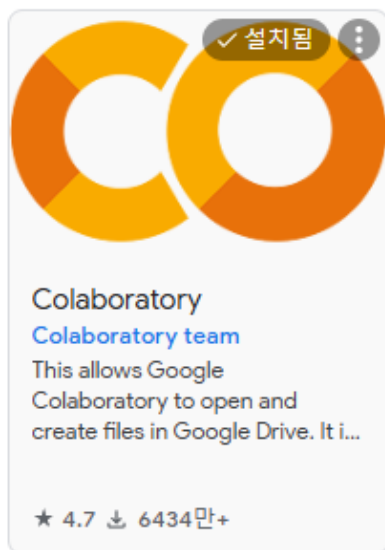 설치됨
Colaboratory
Colaboratory team
This allows Google
Colaboratory to open and
create files in Google Drive. It i...
4.7 6434만+